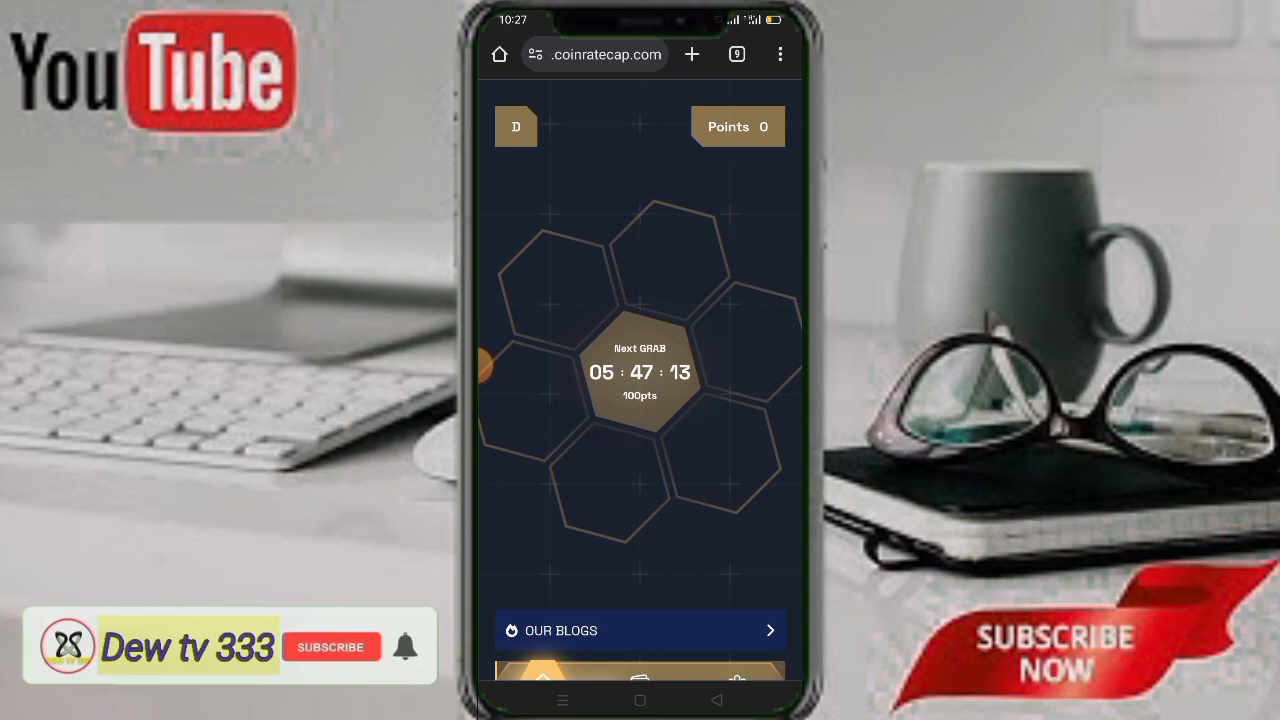 YouTube
10:27
.coinratecap.com
9
D
Points 0
Next GRAB
05 : 47 : 13
100pts
OUR BLOGS
Dew tv 333
SUBSCRIBE
SUBSCRIBE
NOW